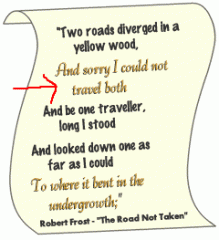 "Two roads diverged in a
yellow wood,
And sorry I could not
travel both
And be one traveller,
long I stood
And looked down one as
far as I could
To where it bent in the
undergrowth;"
Robert Frost - "The Road Not Taken"